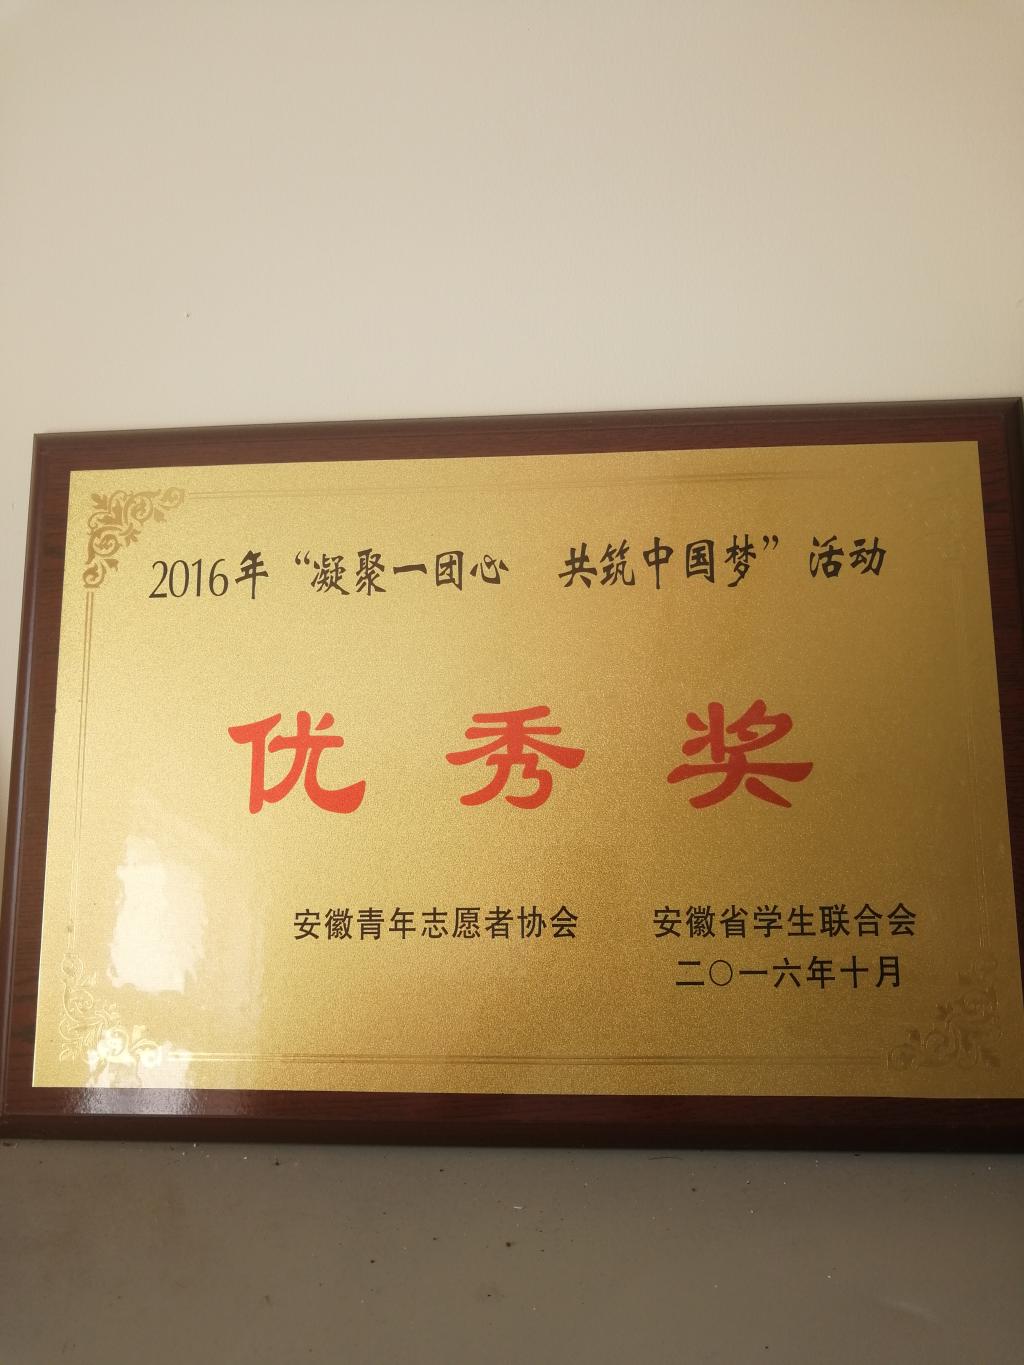 2016年“凝聚一团心 共筑中国梦”活动
优秀奖
安徽青年志愿者协会 安徽省学生联合会
二〇一六年十月